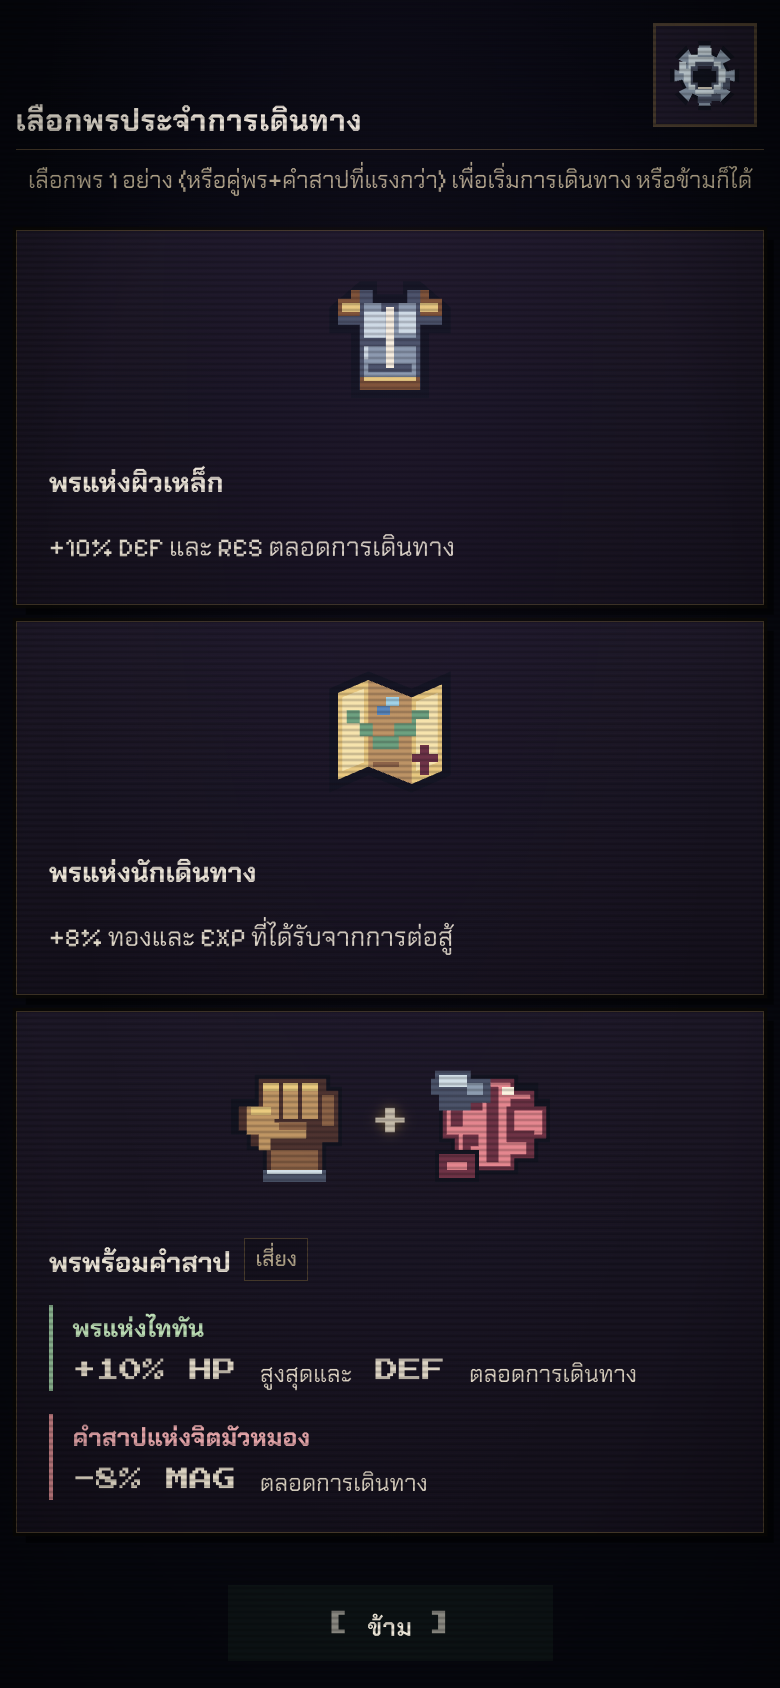 เลือกพรประจำการเดินทาง
เลือกพร 1 อย่าง (หรือคู่พร+คำสาปที่แรงกว่า) เพื่อเริ่มการเดินทาง หรือข้ามก็ได้
พรแห่งผิวเหล็ก
+10% DEF และ RES ตลอดการเดินทาง
พรแห่งนักเดินทาง
+8% ทองและ EXP ที่ได้รับจากการต่อสู้
+
พรพร้อมคำสาป เสี่ยง
พรแห่งไททัน
+10% HP สูงสุดและ DEF ตลอดการเดินทาง
คำสาปแห่งจิตมัวหมอง
-8% MAG ตลอดการเดินทาง
[ ข้าม ]